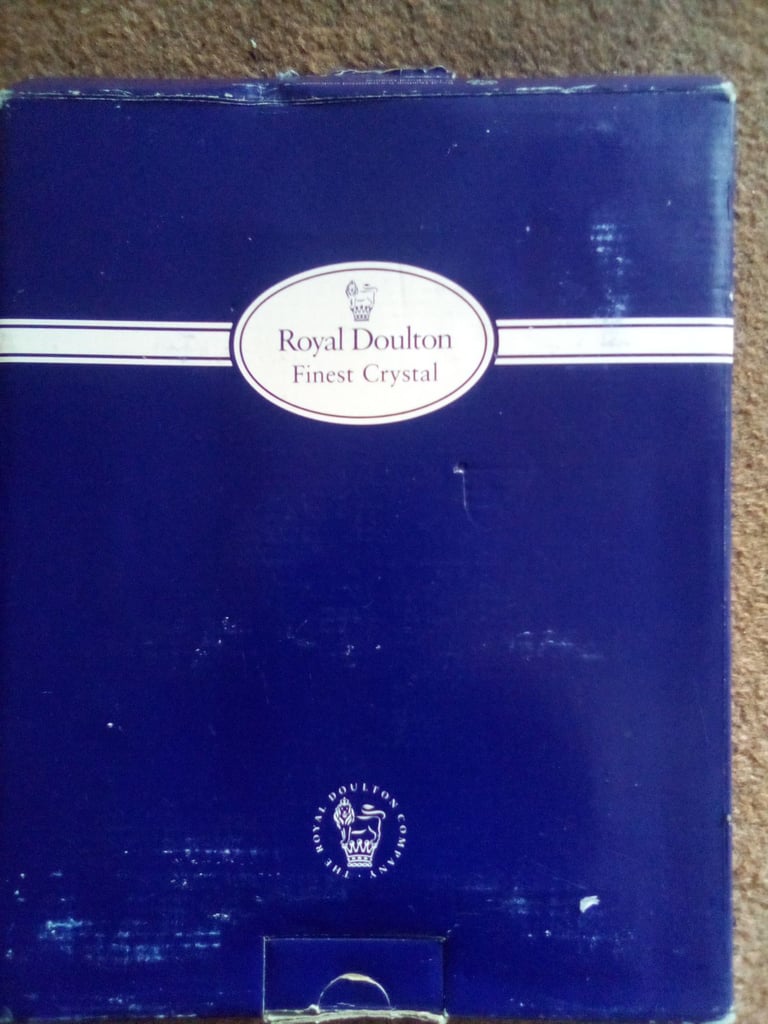 Royal Doulton
Finest Crystal
THE ROYAL DOULTON COMPANY